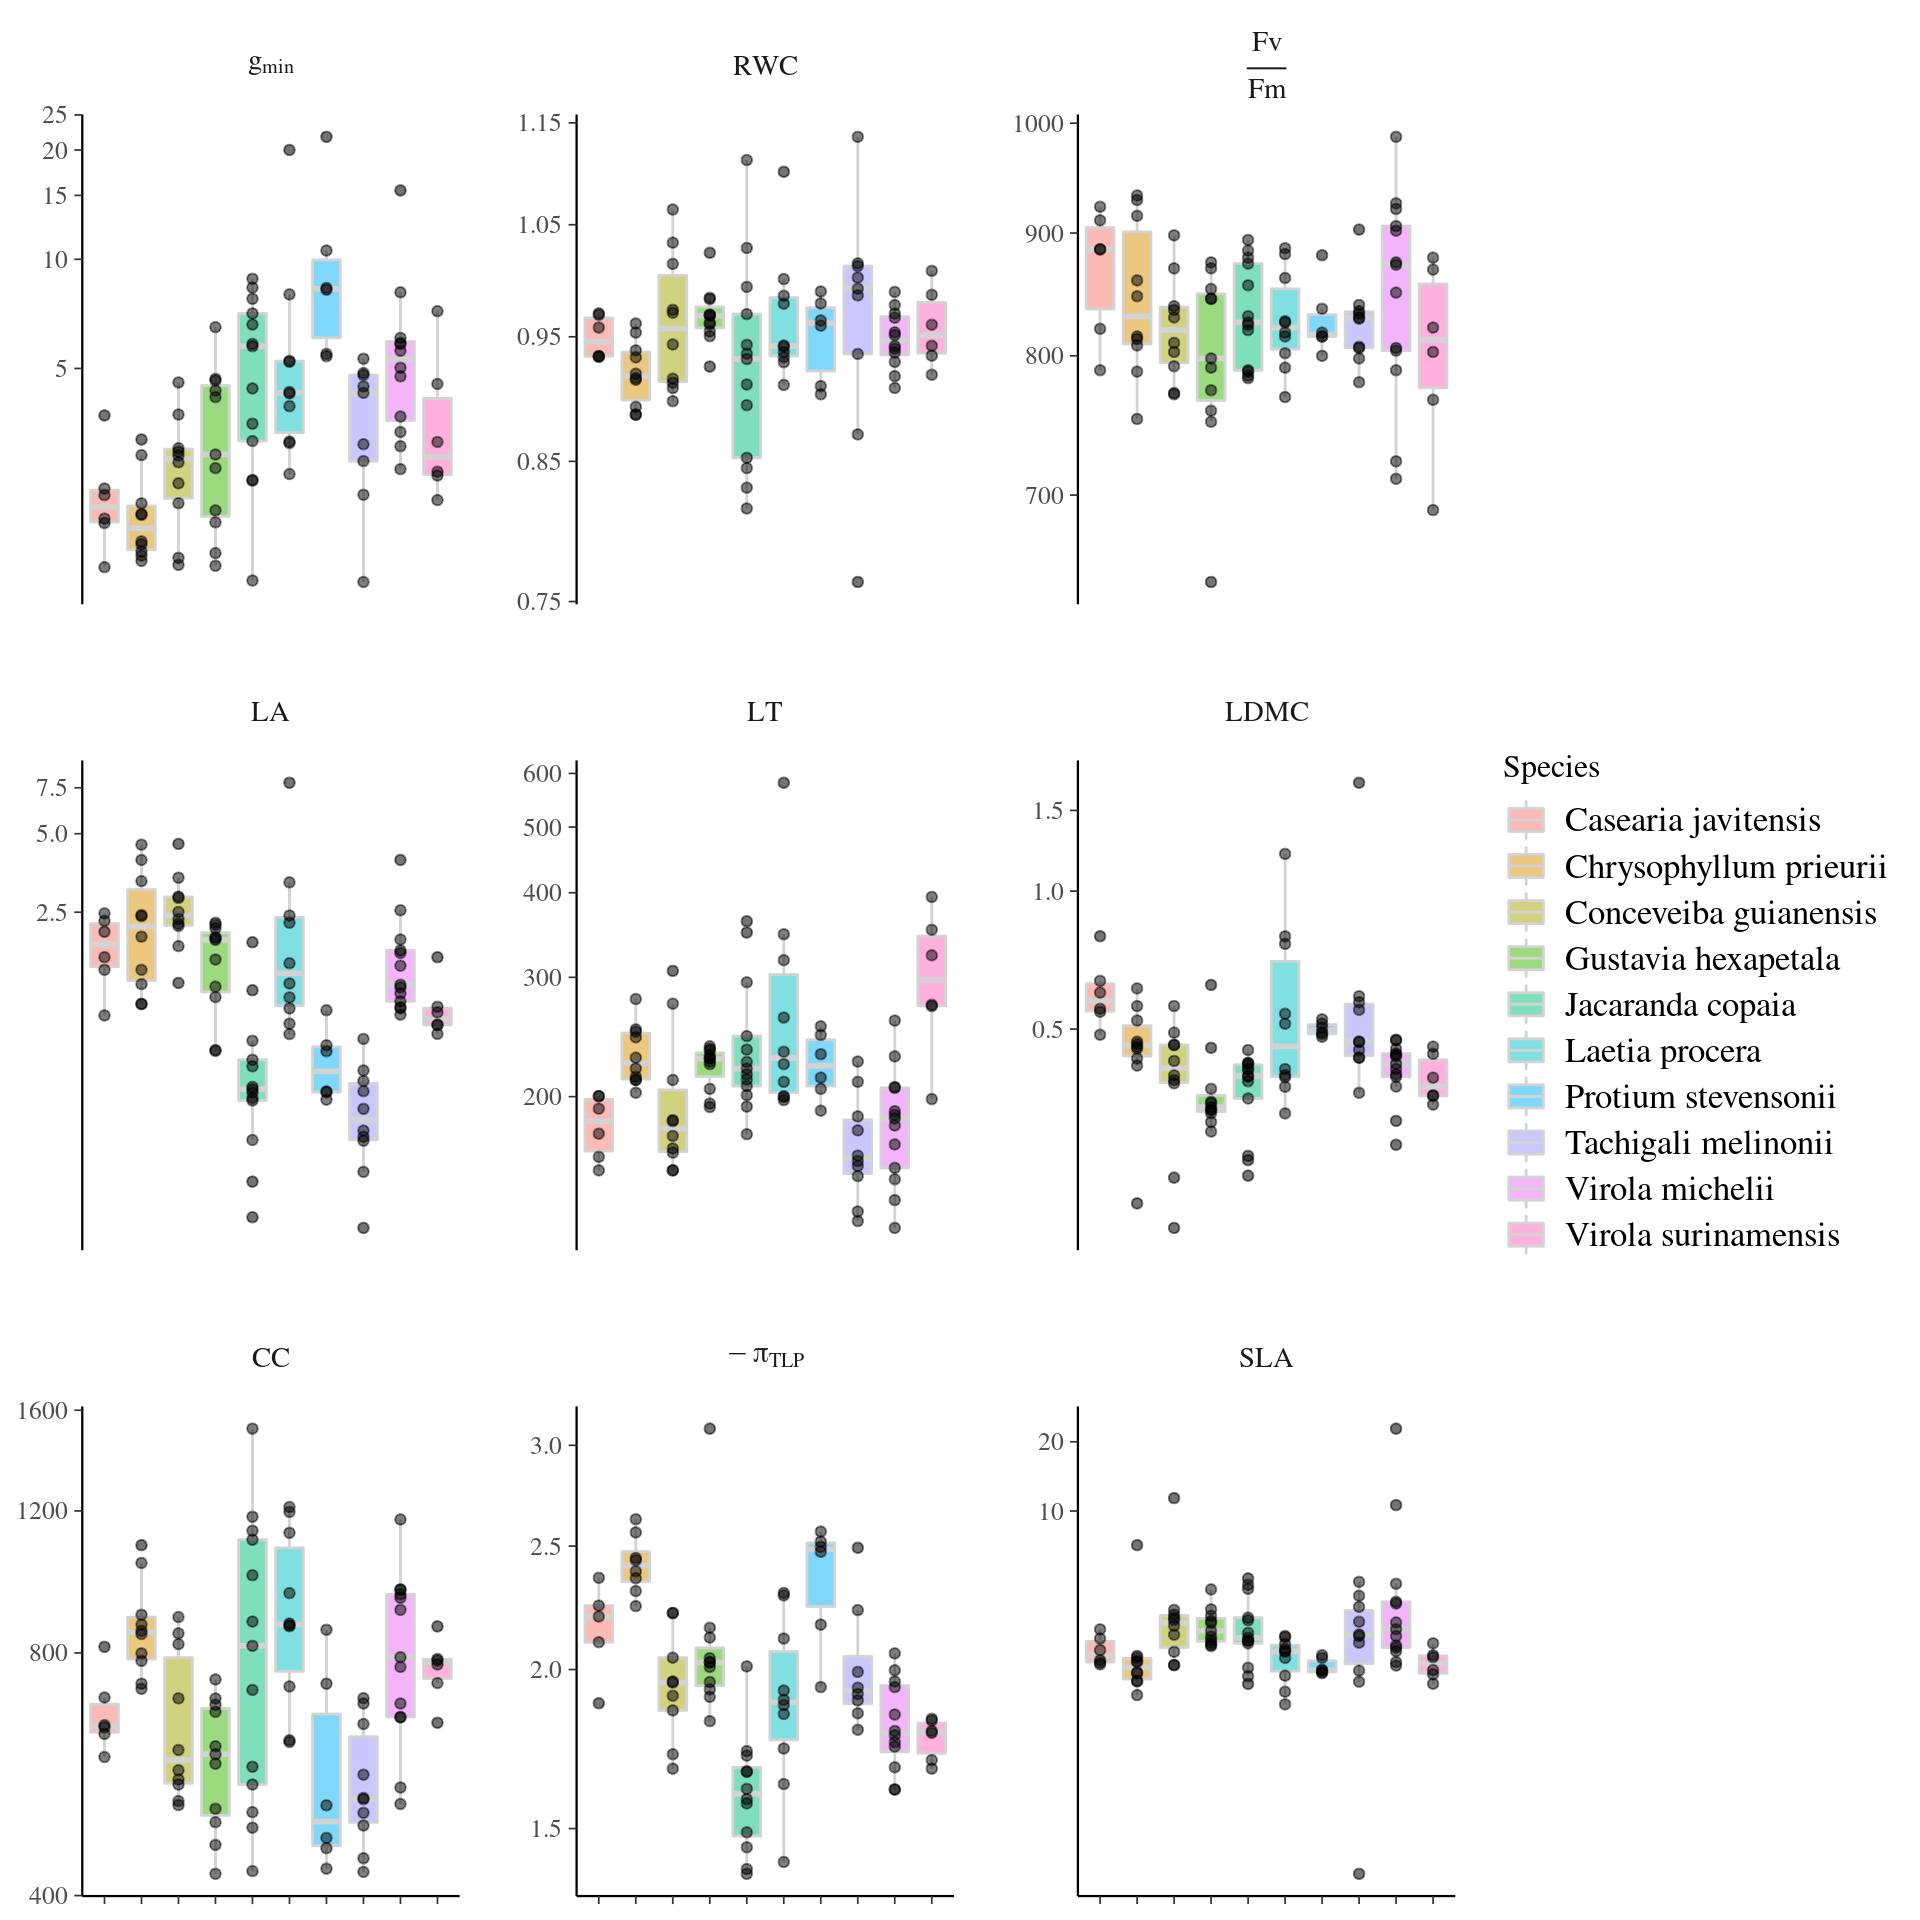 g_min
25
20
15
10
5
RWC
1.15
1.05
0.95
0.85
0.75
Fv
Fm
1000
900
800
700
LA
7.5
5.0
2.5
LT
600
500
400
300
200
LDMC
1.5
1.0
0.5
Species
Casearia javitensis
Chrysophyllum prieurii
Conceveiba guianensis
Gustavia hexapetala
Jacaranda copaia
Laetia procera
Protium stevensonii
Tachigali melinonii
Virola michelii
Virola surinamensis
CC
1600
1200
800
400
− π_TLP
3.0
2.5
2.0
1.5
SLA
20
10